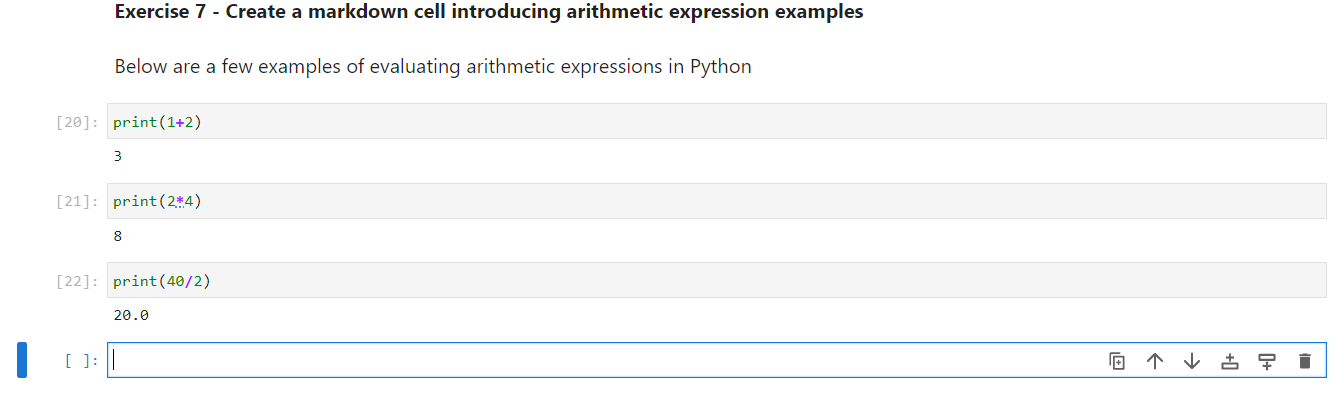 Exercise 7 - Create a markdown cell introducing arithmetic expression examples
Below are a few examples of evaluating arithmetic expressions in Python
[20]: print(1+2)
3
[21]: print(2*4)
8
[22]: print(40/2)
20.0
[ ]: